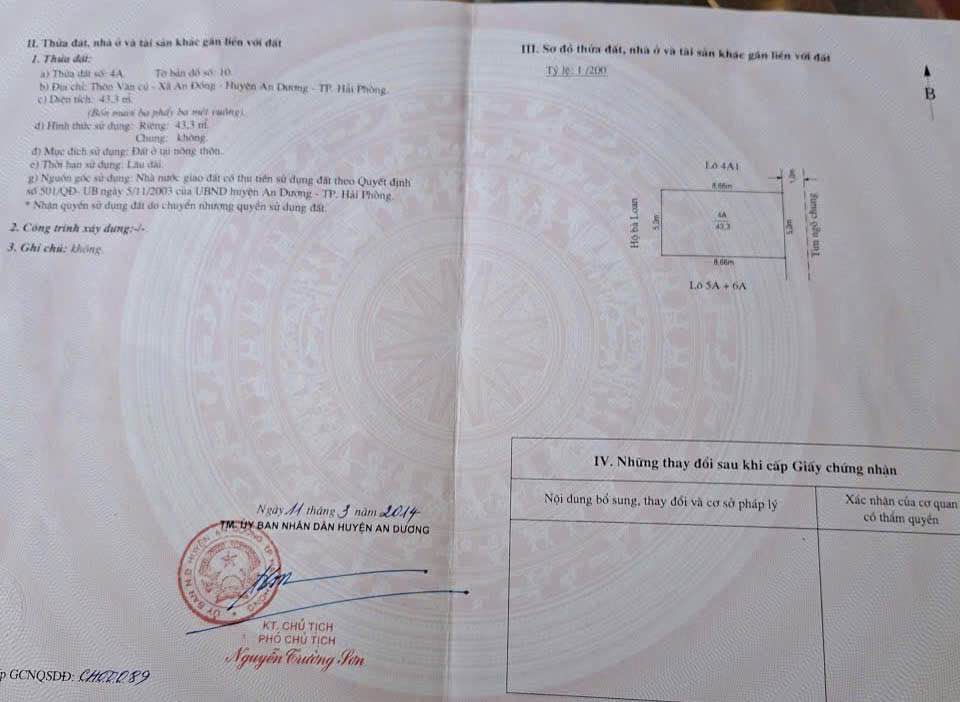 II. Thửa đất, nhà ở và tài sản khác gắn liền với đất
1. Thửa đất:
a) Thửa đất số: 4A. Tờ bản đồ số: 10.
b) Địa chỉ: Thôn Văn cú - Xã An Đồng - Huyện An Dương - TP. Hải Phòng.
c) Diện tích: 43,3 m².
(Bốn mươi ba phẩy ba mét vuông).
d) Hình thức sử dụng: Riêng: 43,3 m².
Chung: không.
đ) Mục đích sử dụng: Đất ở tại nông thôn.
e) Thời hạn sử dụng: Lâu dài.
g) Nguồn gốc sử dụng: Nhà nước giao đất có thu tiền sử dụng đất theo Quyết định
số 501/QĐ- UB ngày 5/11/2003 của UBND huyện An Dương - TP. Hải Phòng.
* Nhận quyền sử dụng đất do chuyển nhượng quyền sử dụng đất.
2. Công trình xây dựng:-/-
3. Ghi chú: không.
Ngày 11 tháng 3 năm 2014
TM. ỦY BAN NHÂN DÂN HUYỆN AN DƯƠNG
KT. CHỦ TỊCH
PHÓ CHỦ TỊCH
Nguyễn Trường Sơn
p GCNQSDĐ:
III. Sơ đồ thửa đất, nhà ở và tài sản khác gắn liền với đất
Tỷ lệ: 1 /200
B
Lô 4A1
8.66m
1,0m
Hộ bà Loan
5,0m
4A
43,3
5,0m
Tim ngõ chung
8.66m
Lô 5A + 6A
IV. Những thay đổi sau khi cấp Giấy chứng nhận
Nội dung bổ sung, thay đổi và cơ sở pháp lý
Xác nhận của cơ quan
có thẩm quyền